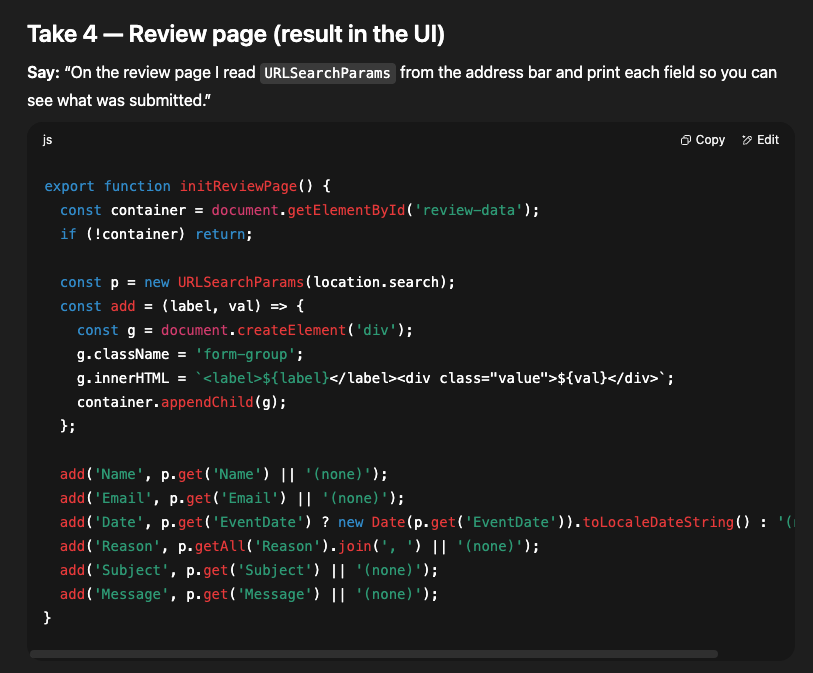 Take 4 — Review page (result in the UI)
Say: “On the review page I read URLSearchParams from the address bar and print each field so you can
see what was submitted.”
js
Copy
Edit
export function initReviewPage() {
  const container = document.getElementById('review-data');
  if (!container) return;

  const p = new URLSearchParams(location.search);
  const add = (label, val) => {
    const g = document.createElement('div');
    g.className = 'form-group';
    g.innerHTML = `<label>${label}</label><div class="value">${val}</div>`;
    container.appendChild(g);
  };

  add('Name', p.get('Name') || '(none)');
  add('Email', p.get('Email') || '(none)');
  add('Date', p.get('EventDate') ? new Date(p.get('EventDate')).toLocaleDateString() : '(
  add('Reason', p.getAll('Reason').join(', ') || '(none)');
  add('Subject', p.get('Subject') || '(none)');
  add('Message', p.get('Message') || '(none)');
}